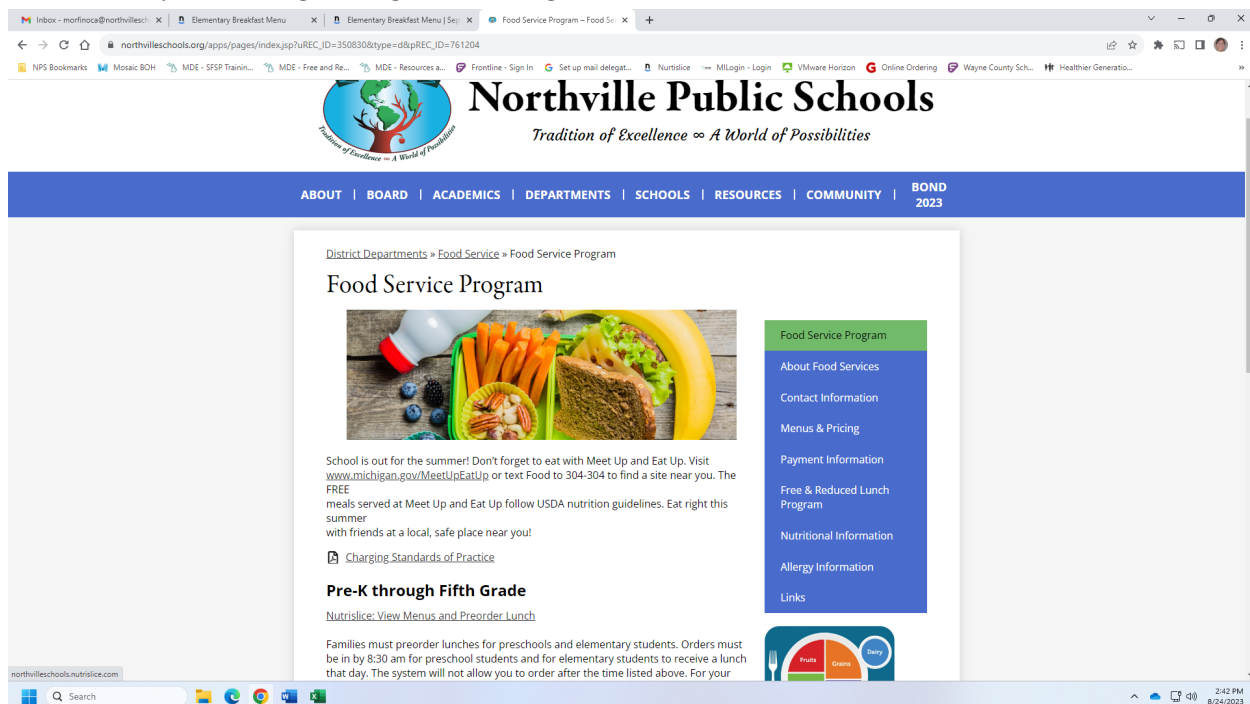 Inbox - morfinoca@northvillesch
Elementary Breakfast Menu
Elementary Breakfast Menu | Sep
Food Service Program – Food Se
northvilleschools.org/apps/pages/index.jsp?uREC_ID=350830&type=d&pREC_ID=761204
NPS Bookmarks Mosaic BOH MDE - SFSP Trainin... MDE - Free and Re... MDE - Resources a... Frontline - Sign In Set up mail delegat... Nurtislice MILogin - Login VMware Horizon Online Ordering Wayne County Sch... Healthier Generatio... »
Northville Public Schools
Tradition of Excellence ∞ A World of Possibilities
Tradition of Excellence ∞ A World of Possibilities
ABOUT | BOARD | ACADEMICS | DEPARTMENTS | SCHOOLS | RESOURCES | COMMUNITY | BOND 2023
District Departments » Food Service » Food Service Program
Food Service Program
School is out for the summer! Don't forget to eat with Meet Up and Eat Up. Visit
www.michigan.gov/MeetUpEatUp or text Food to 304-304 to find a site near you. The
FREE
meals served at Meet Up and Eat Up follow USDA nutrition guidelines. Eat right this
summer
with friends at a local, safe place near you!
Charging Standards of Practice
Pre-K through Fifth Grade
Nutrislice: View Menus and Preorder Lunch
Families must preorder lunches for preschools and elementary students. Orders must
be in by 8:30 am for preschool students and for elementary students to receive a lunch
that day. The system will not allow you to order after the time listed above. For your
Food Service Program
About Food Services
Contact Information
Menus & Pricing
Payment Information
Free & Reduced Lunch
Program
Nutritional Information
Allergy Information
Links
Fruits
Grains
Dairy
northvilleschools.nutrislice.com
Search
2:42 PM
8/24/2023